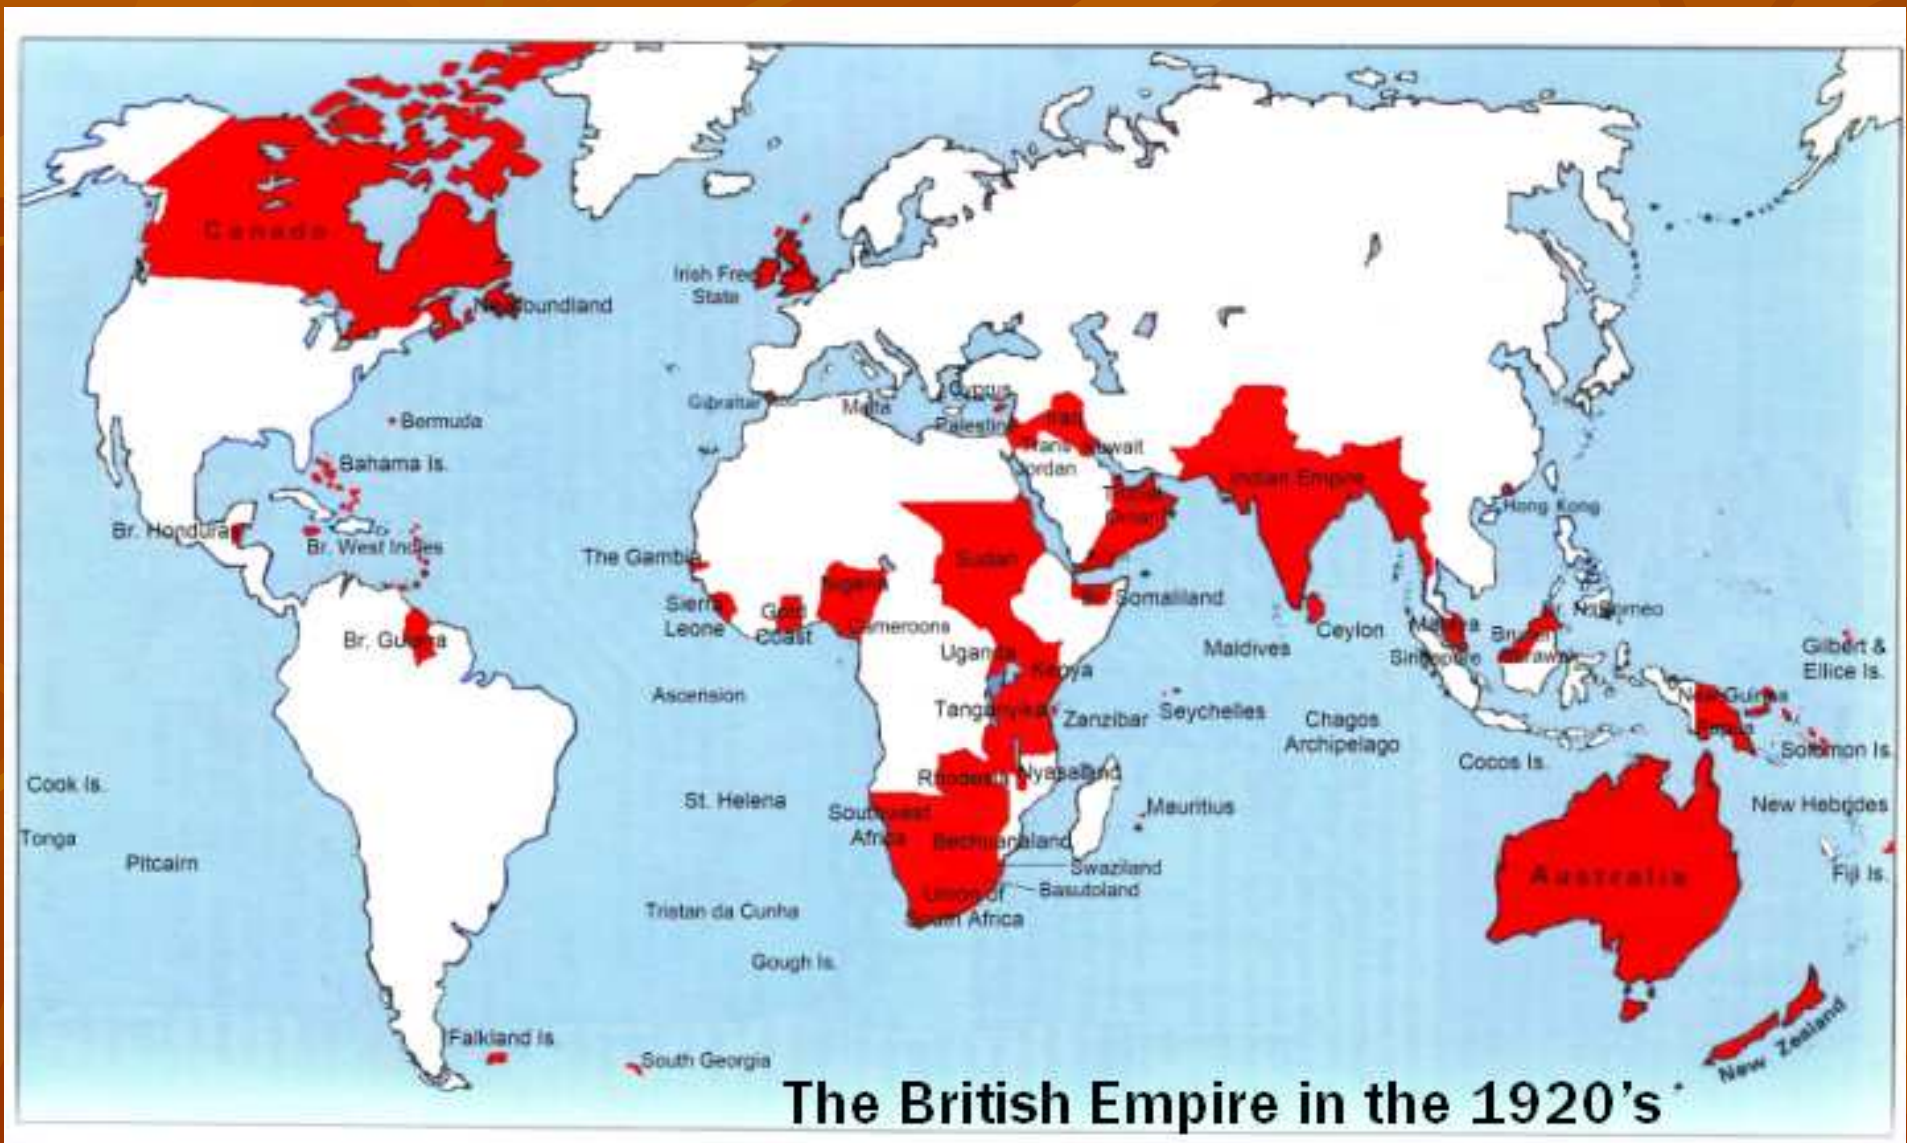 Canada
Newfoundland
Irish Free
State
Bermuda
Bahama Is.
Br. Honduras
Br. West Indies
Br. Guiana
Gibraltar
Malta
Cyprus
Palestine
Iraq
Trans
Jordan
Kuwait
Oman
Indian Empire
Hong Kong
The Gambia
Sierra
Leone
Gold
Coast
Nigeria
Cameroons
Sudan
Br. Somaliland
Uganda
Kenya
Tanganyika
Zanzibar
Seychelles
Maldives
Ceylon
Malaya
Singapore
Brunei
Sarawak
Br. N. Borneo
Gilbert &
Ellice Is.
New Guinea
Papua
Solomon Is.
Chagos
Archipelago
Cocos Is.
Ascension
St. Helena
Cook Is.
Tonga
Pitcairn
Rhodesia
Nyasaland
Southwest
Africa
Bechuanaland
Mauritius
Swaziland
Basutoland
Union of
South Africa
Tristan da Cunha
Gough Is.
Australia
New Hebrides
Fiji Is.
New Zealand
Falkland Is.
South Georgia
The British Empire in the 1920's